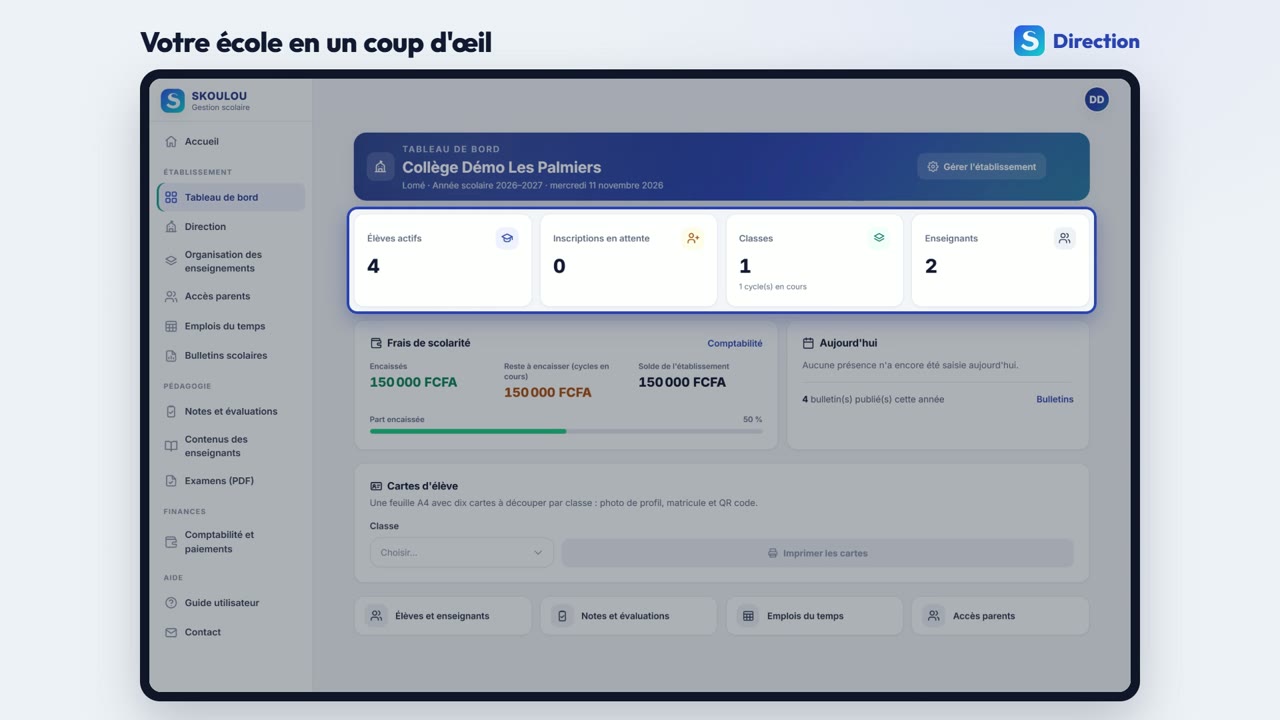 Votre école en un coup d'œil
Direction
SKOULOU
Gestion scolaire
DD
Accueil
ÉTABLISSEMENT
Tableau de bord
Direction
Organisation des
enseignements
Accès parents
Emplois du temps
Bulletins scolaires
PÉDAGOGIE
Notes et évaluations
Contenus des
enseignants
Examens (PDF)
FINANCES
Comptabilité et
paiements
AIDE
Guide utilisateur
Contact
TABLEAU DE BORD
Collège Démo Les Palmiers
Lomé · Année scolaire 2026–2027 · mercredi 11 novembre 2026
Gérer l'établissement
Élèves actifs
4
Inscriptions en attente
0
Classes
1
1 cycle(s) en cours
Enseignants
2
Frais de scolarité
Comptabilité
Encaissés
150 000 FCFA
Reste à encaisser (cycles en
cours)
150 000 FCFA
Solde de l'établissement
150 000 FCFA
Part encaissée
50 %
Aujourd'hui
Aucune présence n'a encore été saisie aujourd'hui.
4 bulletin(s) publié(s) cette année
Bulletins
Cartes d'élève
Une feuille A4 avec dix cartes à découper par classe : photo de profil, matricule et QR code.
Classe
Choisir...
Imprimer les cartes
Élèves et enseignants
Notes et évaluations
Emplois du temps
Accès parents